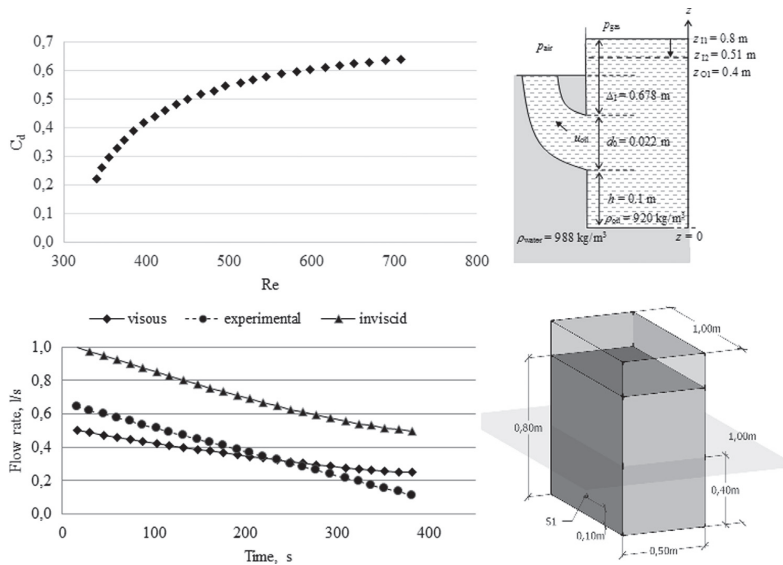 0,7
0,6
0,5
0,4
0,3
0,2
0,1
0,0
C_d
300 400 500 600 700 800
Re
p_gas
p_air
z
z_I1 = 0.8 m
z_I2 = 0.51 m
z_O1 = 0.4 m
Δ_1 = 0.678 m
u_oil
d_0 = 0.022 m
h = 0.1 m
ρ_oil = 920 kg/m³
ρ_water = 988 kg/m³
z = 0
visous experimental inviscid
1,0
0,8
0,6
0,4
0,2
0,0
Flow rate, l/s
0 100 200 300 400
Time, s
1,00m
0,80m
1,00m
0,40m
S1
0,10m
0,50m